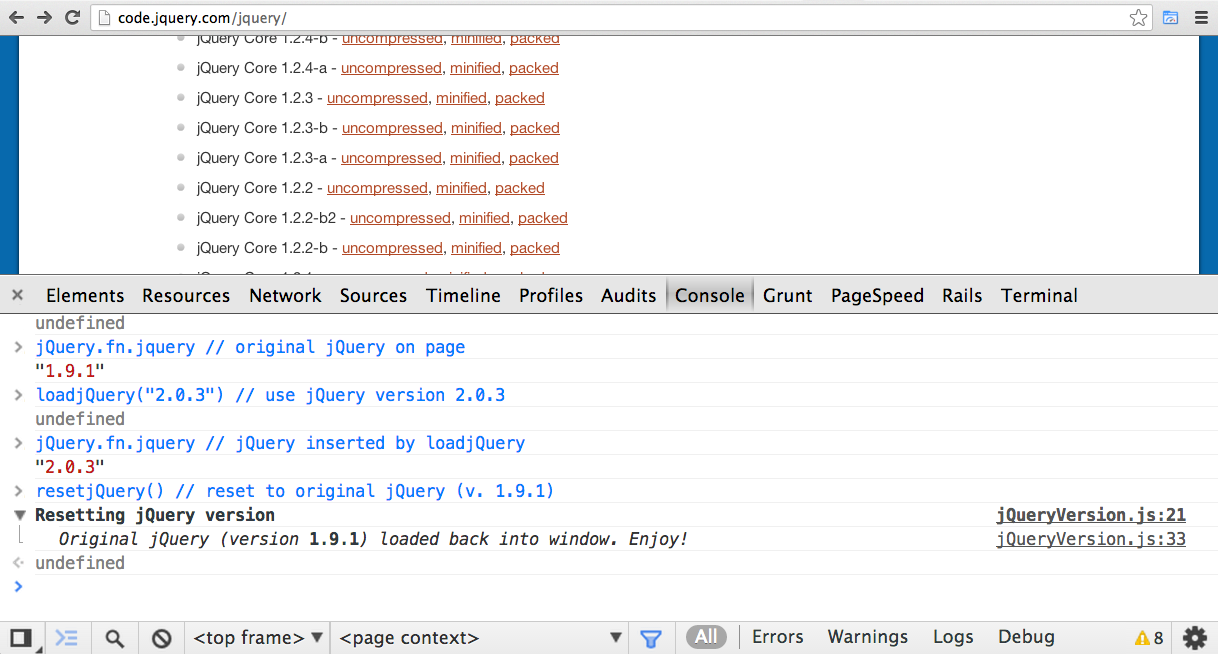 code.jquery.com/jquery/
jQuery Core 1.2.4-b - uncompressed, minified, packed
jQuery Core 1.2.4-a - uncompressed, minified, packed
jQuery Core 1.2.3 - uncompressed, minified, packed
jQuery Core 1.2.3-b - uncompressed, minified, packed
jQuery Core 1.2.3-a - uncompressed, minified, packed
jQuery Core 1.2.2 - uncompressed, minified, packed
jQuery Core 1.2.2-b2 - uncompressed, minified, packed
jQuery Core 1.2.2-b - uncompressed, minified, packed
Elements Resources Network Sources Timeline Profiles Audits Console Grunt PageSpeed Rails Terminal
undefined
> jQuery.fn.jquery // original jQuery on page
"1.9.1"
> loadjQuery("2.0.3") // use jQuery version 2.0.3
undefined
> jQuery.fn.jquery // jQuery inserted by loadjQuery
"2.0.3"
> resetjQuery() // reset to original jQuery (v. 1.9.1)
Resetting jQuery version jQueryVersion.js:21
Original jQuery (version 1.9.1) loaded back into window. Enjoy! jQueryVersion.js:33
undefined
>
<top frame> <page context> All Errors Warnings Logs Debug 8